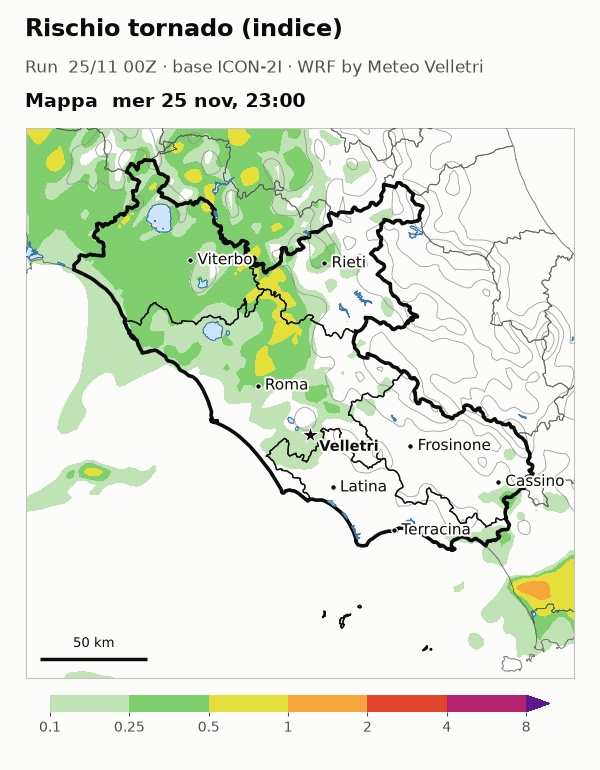 Rischio tornado (indice)
Run  25/11 00Z · base ICON-2I · WRF by Meteo Velletri
Mappa  mer 25 nov, 23:00
Viterbo
Rieti
Roma
Velletri
Frosinone
Latina
Cassino
Terracina
50 km
0.1 0.25 0.5 1 2 4 8